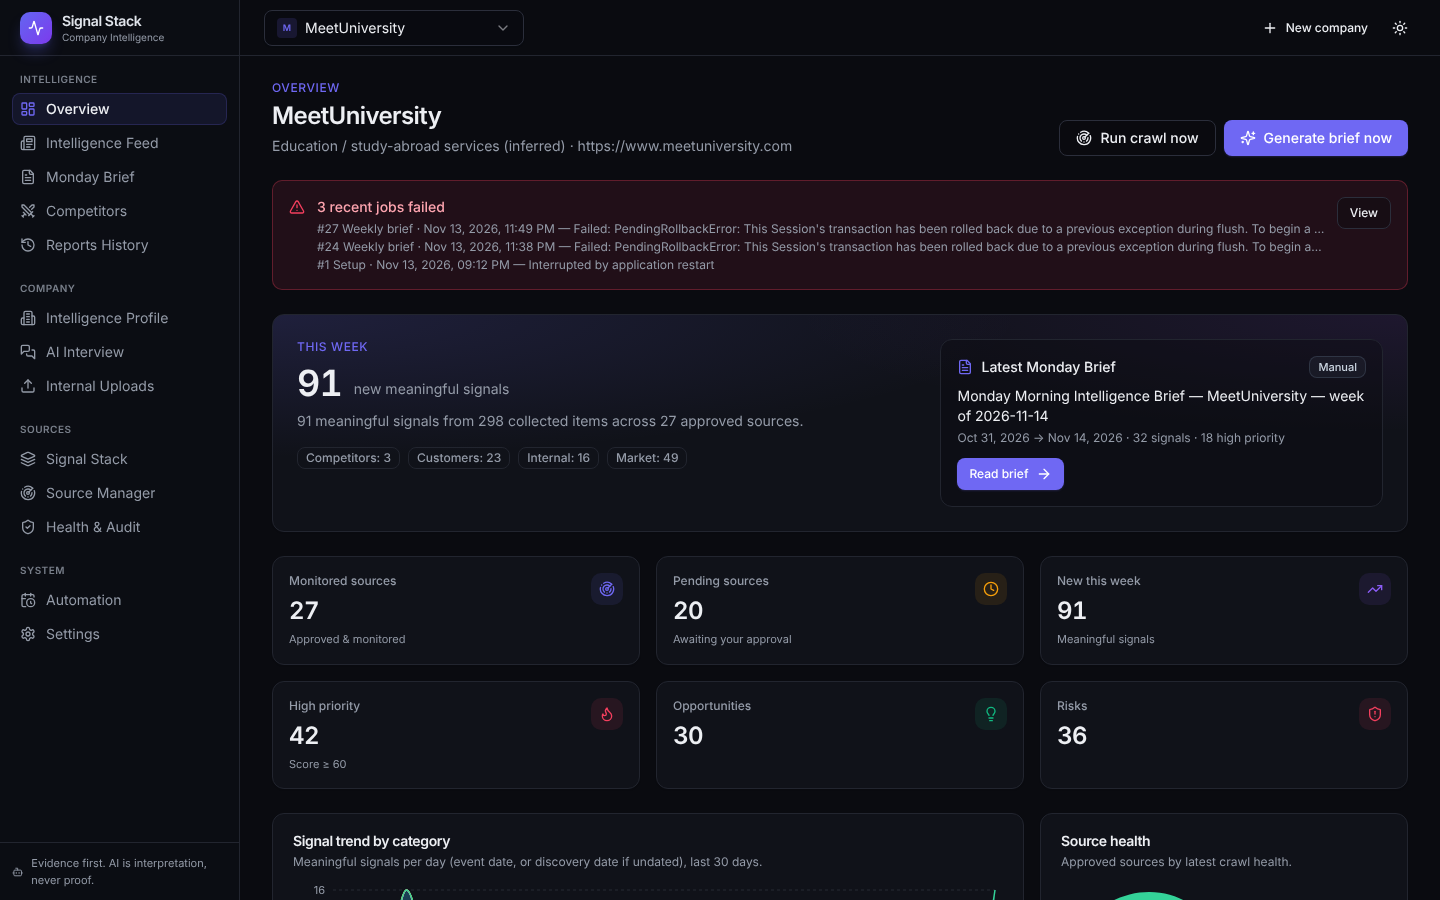 Signal Stack
Company Intelligence
M MeetUniversity
New company
INTELLIGENCE
Overview
Intelligence Feed
Monday Brief
Competitors
Reports History
COMPANY
Intelligence Profile
AI Interview
Internal Uploads
SOURCES
Signal Stack
Source Manager
Health & Audit
SYSTEM
Automation
Settings
Evidence first. AI is interpretation,
never proof.
OVERVIEW
MeetUniversity
Education / study-abroad services (inferred) · https://www.meetuniversity.com
Run crawl now
Generate brief now
3 recent jobs failed
#27 Weekly brief · Nov 13, 2026, 11:49 PM — Failed: PendingRollbackError: This Session's transaction has been rolled back due to a previous exception during flush. To begin a ...
#24 Weekly brief · Nov 13, 2026, 11:38 PM — Failed: PendingRollbackError: This Session's transaction has been rolled back due to a previous exception during flush. To begin a...
#1 Setup · Nov 13, 2026, 09:12 PM — Interrupted by application restart
View
THIS WEEK
91 new meaningful signals
91 meaningful signals from 298 collected items across 27 approved sources.
Competitors: 3
Customers: 23
Internal: 16
Market: 49
Latest Monday Brief
Manual
Monday Morning Intelligence Brief — MeetUniversity — week
of 2026-11-14
Oct 31, 2026 → Nov 14, 2026 · 32 signals · 18 high priority
Read brief
Monitored sources
27
Approved & monitored
Pending sources
20
Awaiting your approval
New this week
91
Meaningful signals
High priority
42
Score ≥ 60
Opportunities
30
Risks
36
Signal trend by category
Meaningful signals per day (event date, or discovery date if undated), last 30 days.
16
Source health
Approved sources by latest crawl health.